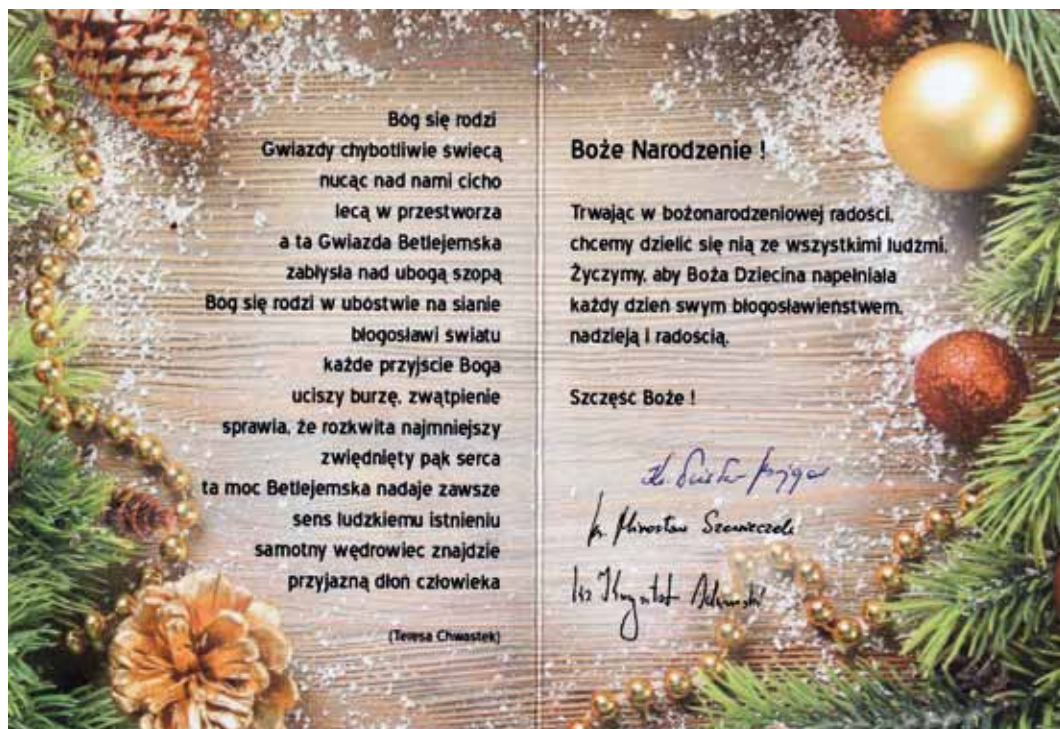 Bóg się rodzi
Gwiazdy chybotliwie świecą
nucąc nad nami cicho
lecą w przestworza
a ta Gwiazda Betlejemska
zabłysła nad ubogą szopą
Bóg się rodzi w ubóstwie na sianie
błogosławi światu
każde przyjście Boga
uciszy burzę, zwątpienie
sprawia, że rozkwita najmniejszy
zwiędnięty pąk serca
ta moc Betlejemska nadaje zawsze
sens ludzkiemu istnieniu
samotny wędrowiec znajdzie
przyjazną dłoń człowieka
(Teresa Chwastek)
Boże Narodzenie !
Trwając w bożonarodzeniowej radości,
chcemy dzielić się nią ze wszystkimi ludźmi.
Życzymy, aby Boża Dziecina napełniała
każdy dzień swym błogosławieństwem,
nadzieją i radością.
Szczęść Boże !
ks. Mirosław
ks Krzysztof